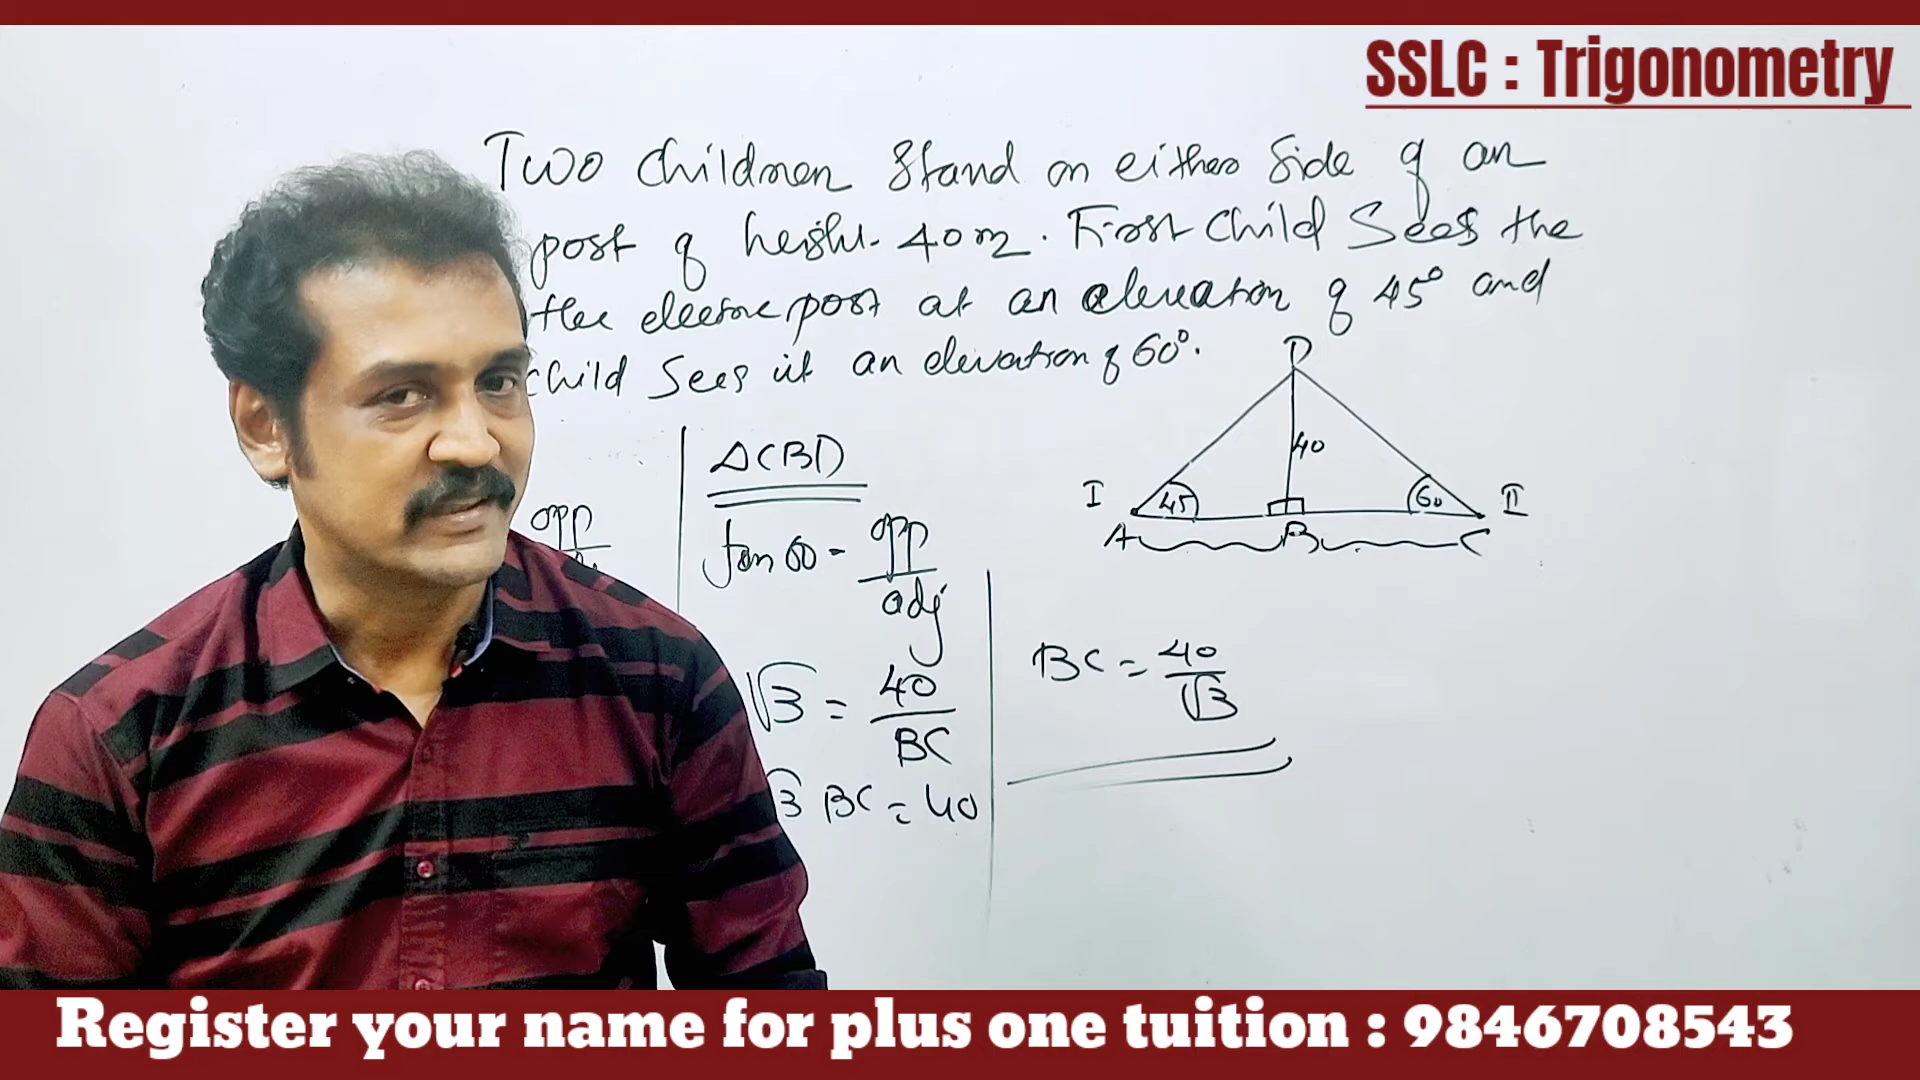 SSLC : Trigonometry
Two Children Stand on either Side of an
post of height 40m. First Child Sees the
the electric post at an elevation of 45° and
child Sees it an elevation of 60°.
D
40
I 45 60 II
A B C
opp
ΔCBD
tan 60 = opp
adj
√3 = 40
BC
√3 BC = 40
BC = 40
√3
Register your name for plus one tuition : 9846708543